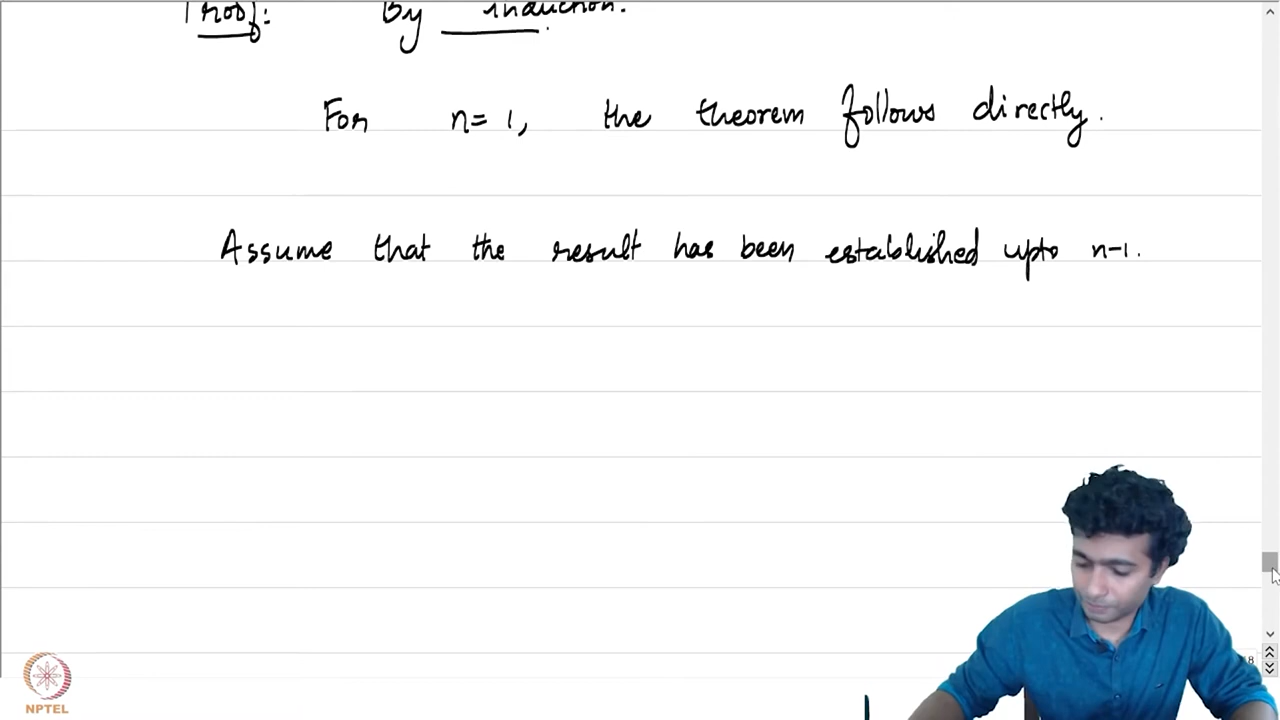 Proof: By induction.
For n= 1, the theorem follows directly.
Assume that the result has been established upto n-1.
NPTEL